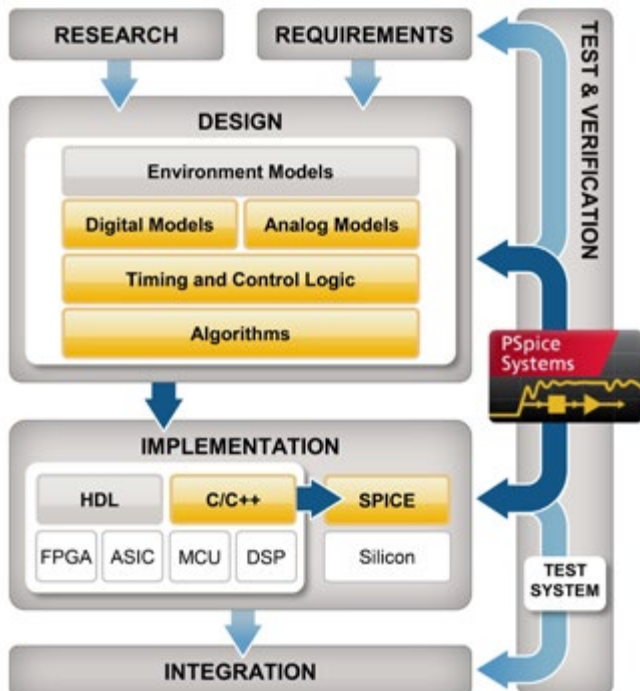 RESEARCH
REQUIREMENTS
TEST & VERIFICATION
DESIGN
Environment Models
Digital Models
Analog Models
Timing and Control Logic
Algorithms
PSpice
Systems
IMPLEMENTATION
HDL
C/C++
SPICE
FPGA
ASIC
MCU
DSP
Silicon
TEST
SYSTEM
INTEGRATION